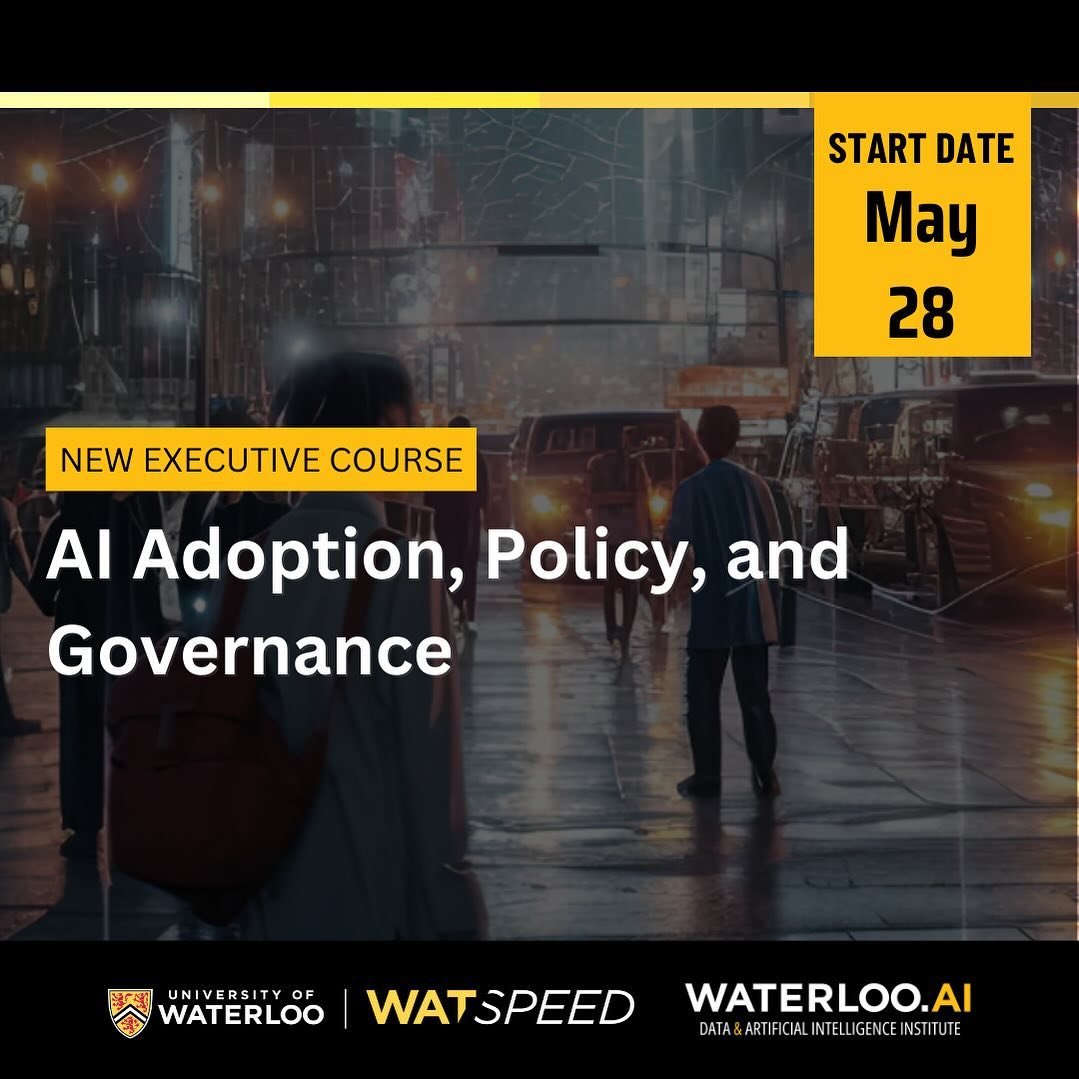 START DATE
May
28
NEW EXECUTIVE COURSE
AI Adoption, Policy, and
Governance
UNIVERSITY OF
WATERLOO
WATSPEED
WATERLOO.AI
DATA & ARTIFICIAL INTELLIGENCE INSTITUTE